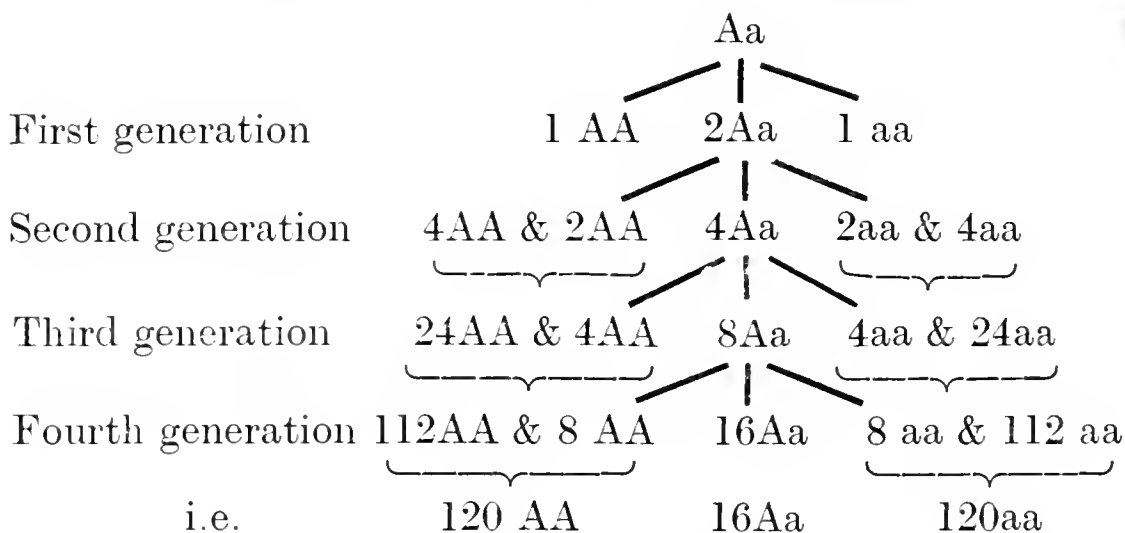 Aa
First generation 1 AA 2Aa 1 aa
Second generation 4AA & 2AA 4Aa 2aa & 4aa
Third generation 24AA & 4AA 8Aa 4aa & 24aa
Fourth generation 112AA & 8 AA 16Aa 8 aa & 112 aa
i.e. 120 AA 16Aa 120aa